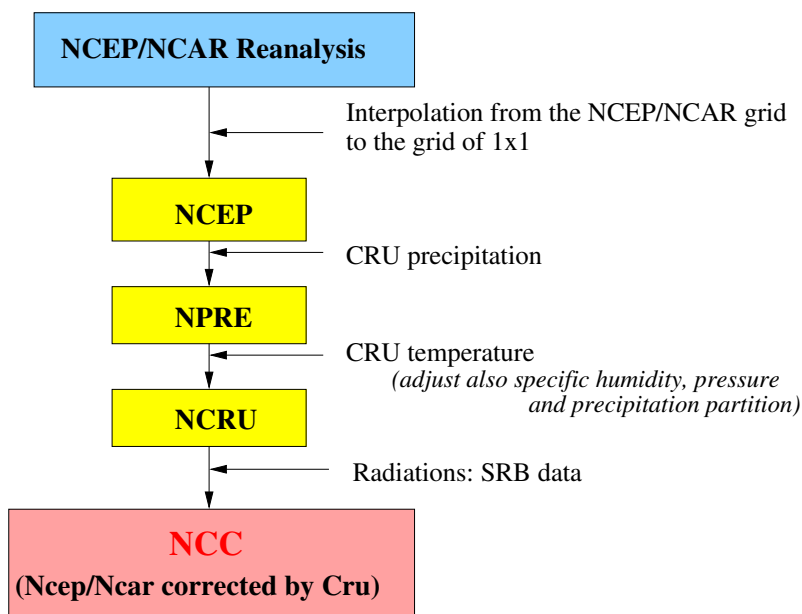 NCEP/NCAR Reanalysis
Interpolation from the NCEP/NCAR grid
to the grid of 1x1
NCEP
CRU precipitation
NPRE
CRU temperature
(adjust also specific humidity, pressure
and precipitation partition)
NCRU
Radiations: SRB data
NCC
(Ncep/Ncar corrected by Cru)